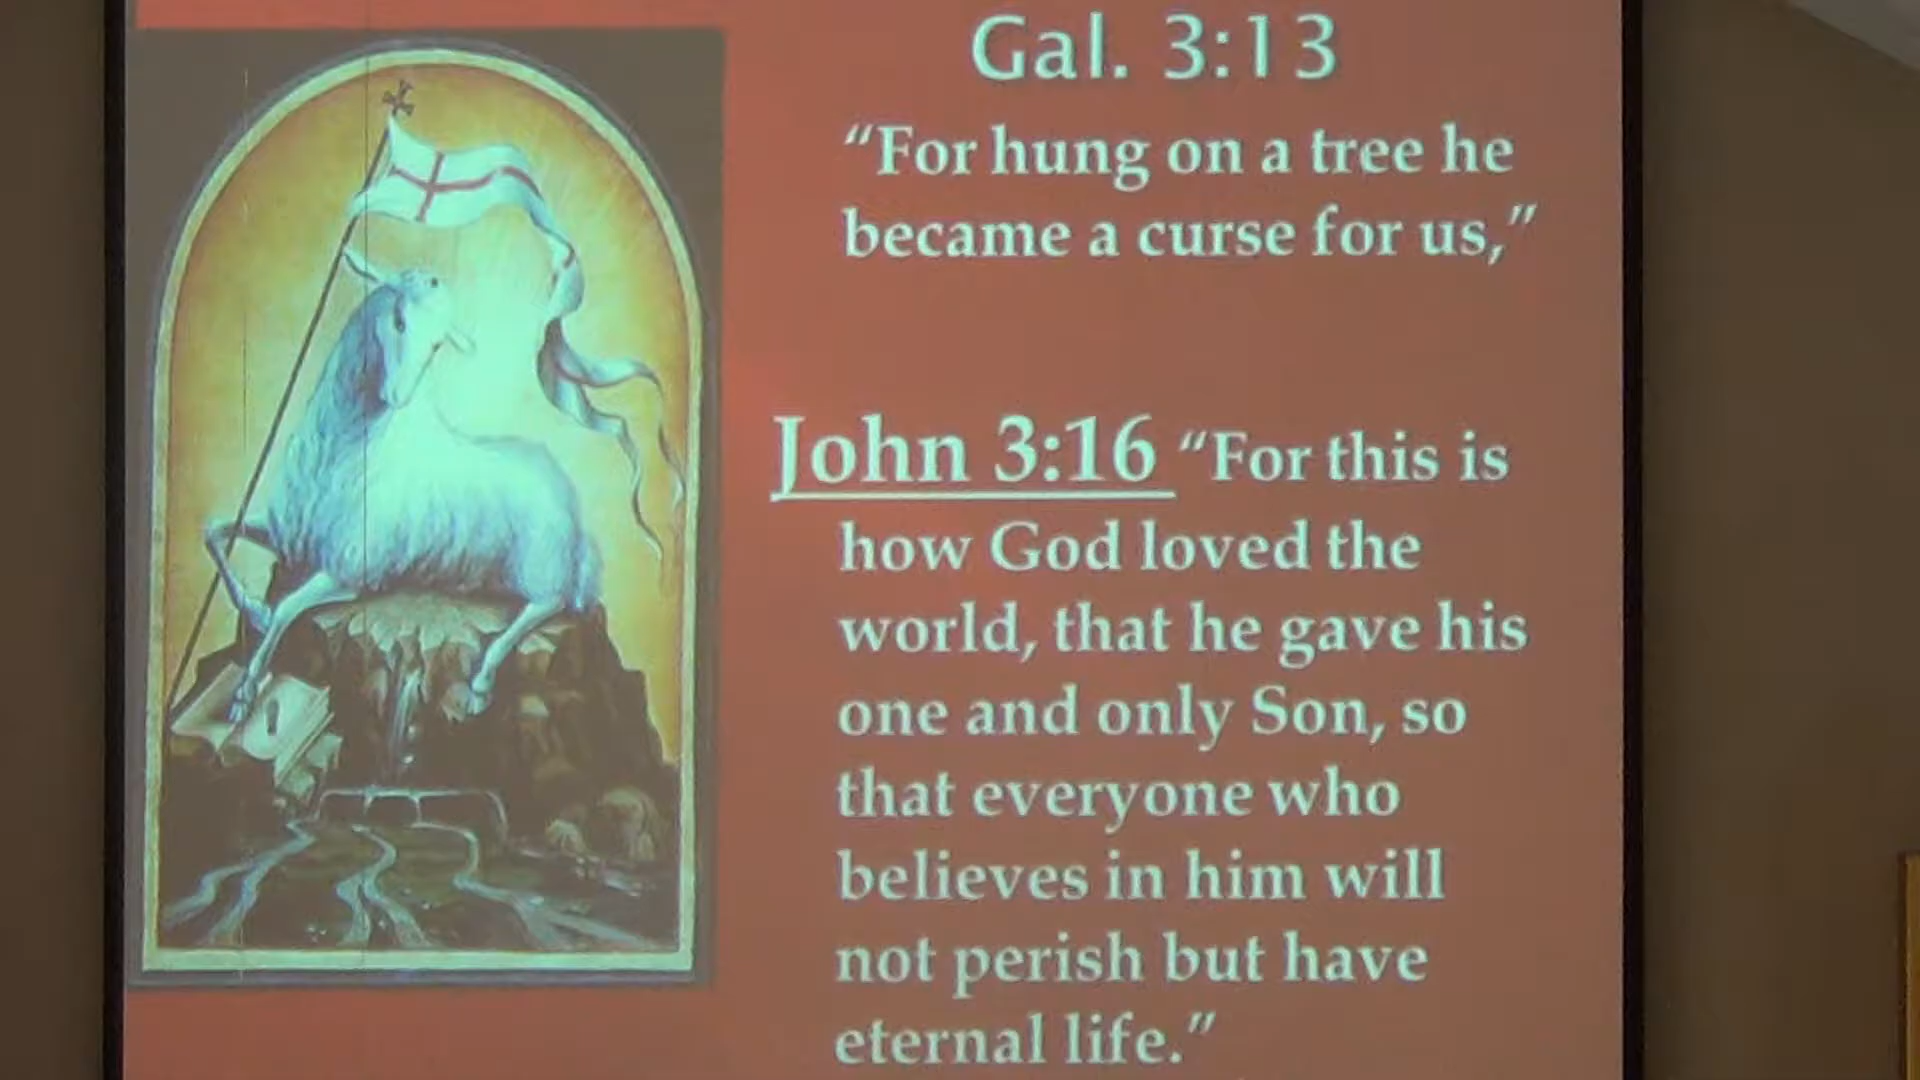 Gal. 3:13
“For hung on a tree he
became a curse for us,”
John 3:16 “For this is
how God loved the
world, that he gave his
one and only Son, so
that everyone who
believes in him will
not perish but have
eternal life.”